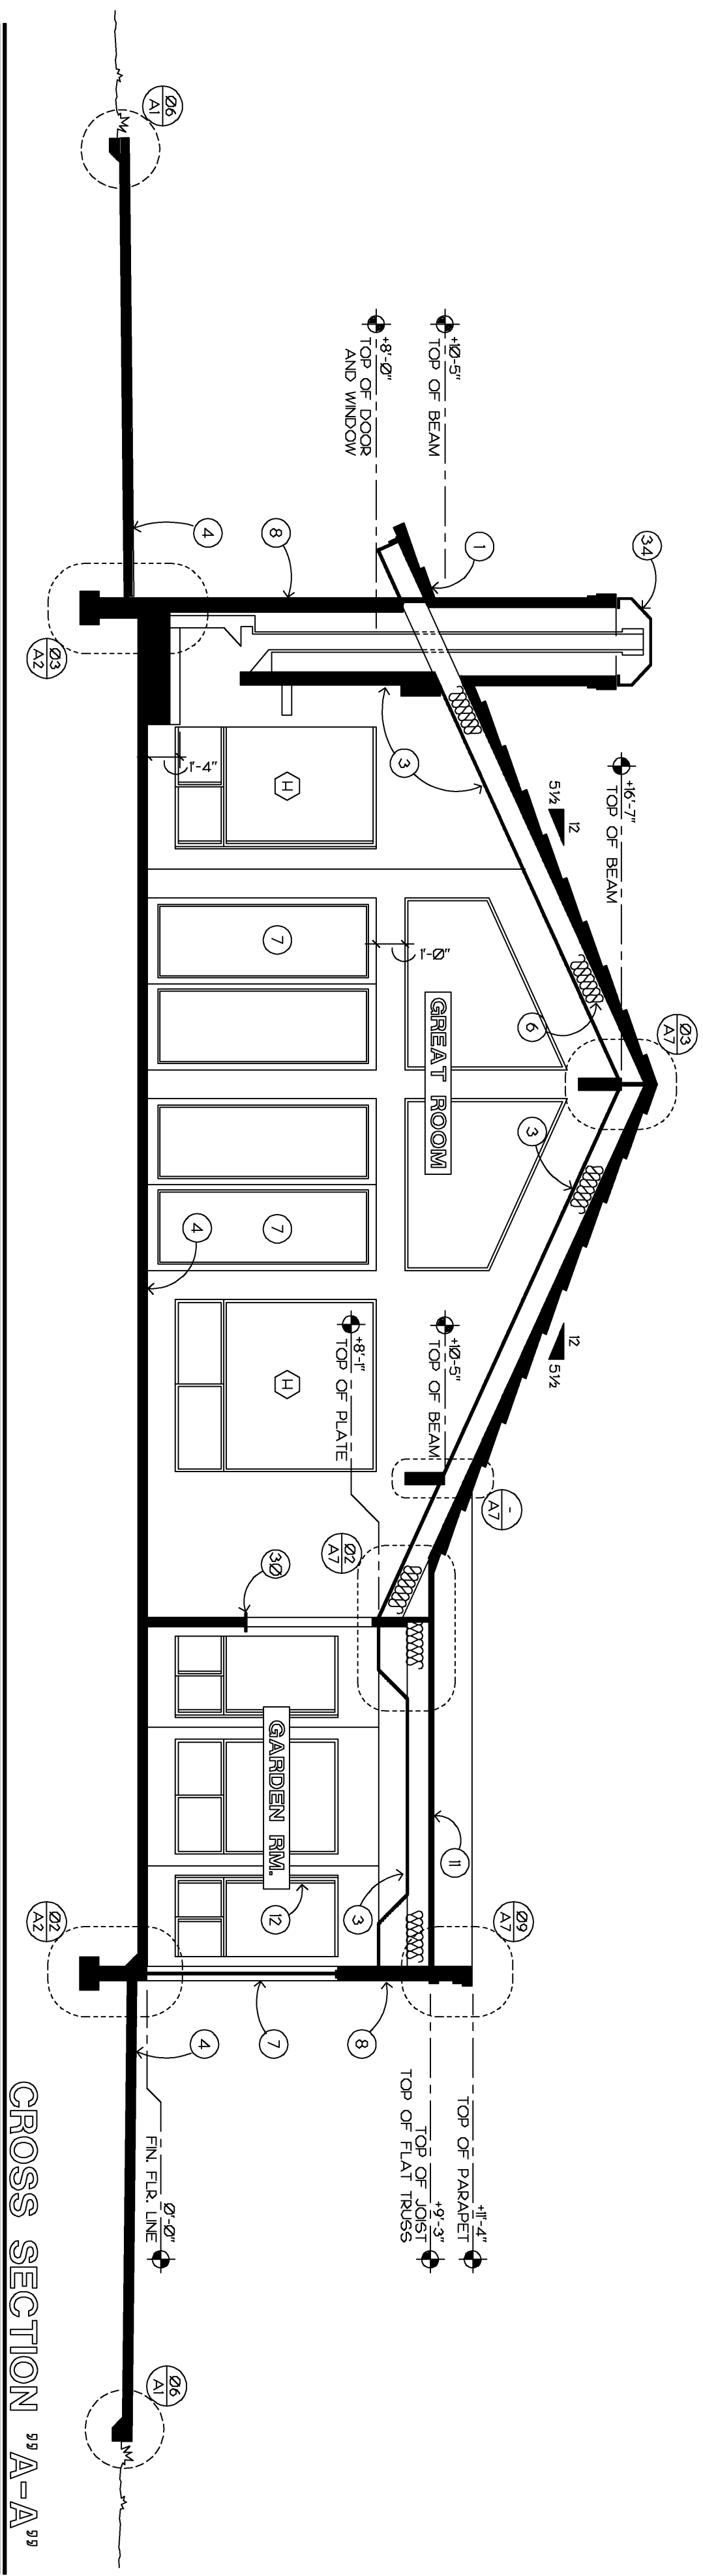 34
+16'-7"
TOP OF BEAM
Ø3
A7
12
5½
12
5½
+10'-5"
TOP OF BEAM
+8'-Ø"
TOP OF DOOR
AND WINDOW
1
3
6
3
-
A7
Ø9
A7
+11'-4"
TOP OF PARAPET
+9'-3"
TOP OF JOIST
TOP OF FLAT TRUSS
+10'-5"
TOP OF BEAM
+8'-1"
TOP OF PLATE
Ø2
A7
11
3
8
GREAT ROOM
1'-Ø"
H
7
7
H
3Ø
GARDEN RM.
12
7
8
4
1'-4"
4
4
Ø'-Ø"
FIN. FLR. LINE
Ø6
A1
Ø3
A2
Ø2
A2
Ø6
A1
CROSS SECTION "A-A"